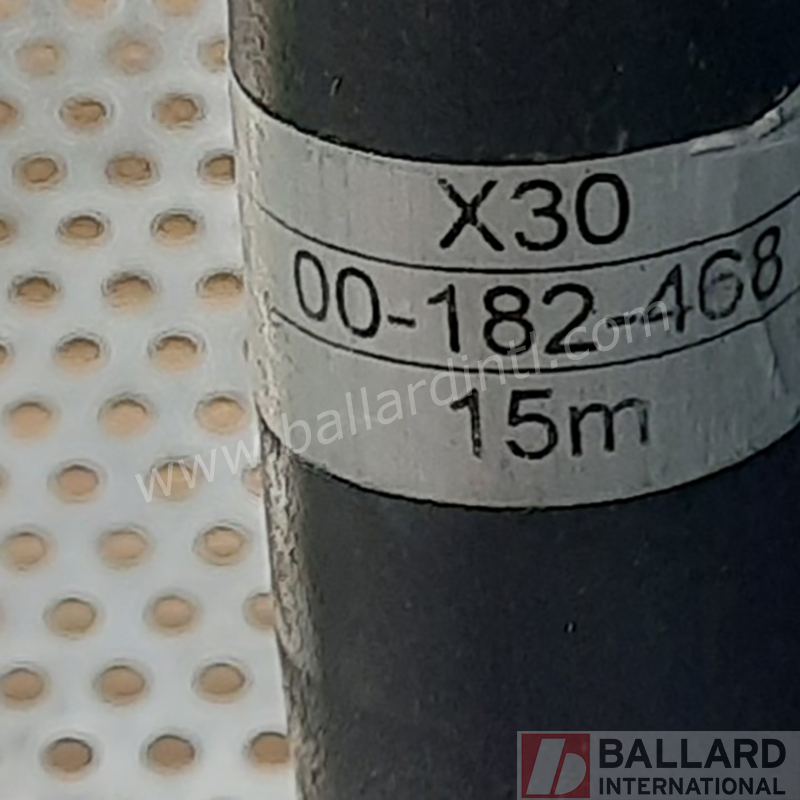 X30
00-182-468
15m
www.ballardintl.com
BALLARD
INTERNATIONAL